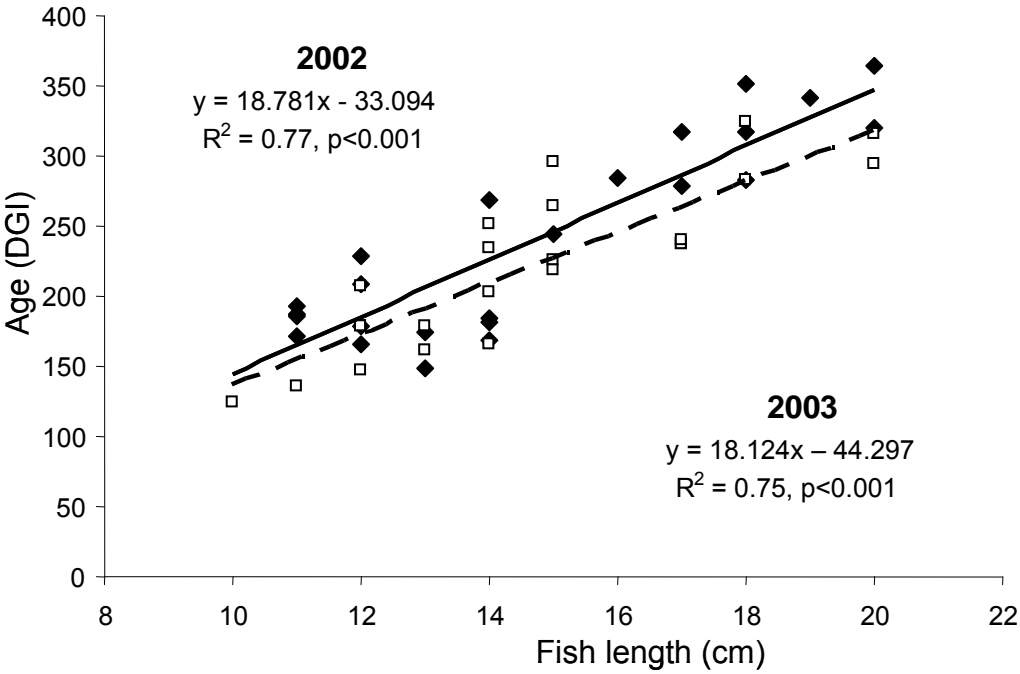 400
350
300
250
200
150
100
50
0
Age (DGI)
2002
y = 18.781x - 33.094
R² = 0.77, p<0.001
2003
y = 18.124x – 44.297
R² = 0.75, p<0.001
8 10 12 14 16 18 20 22
Fish length (cm)